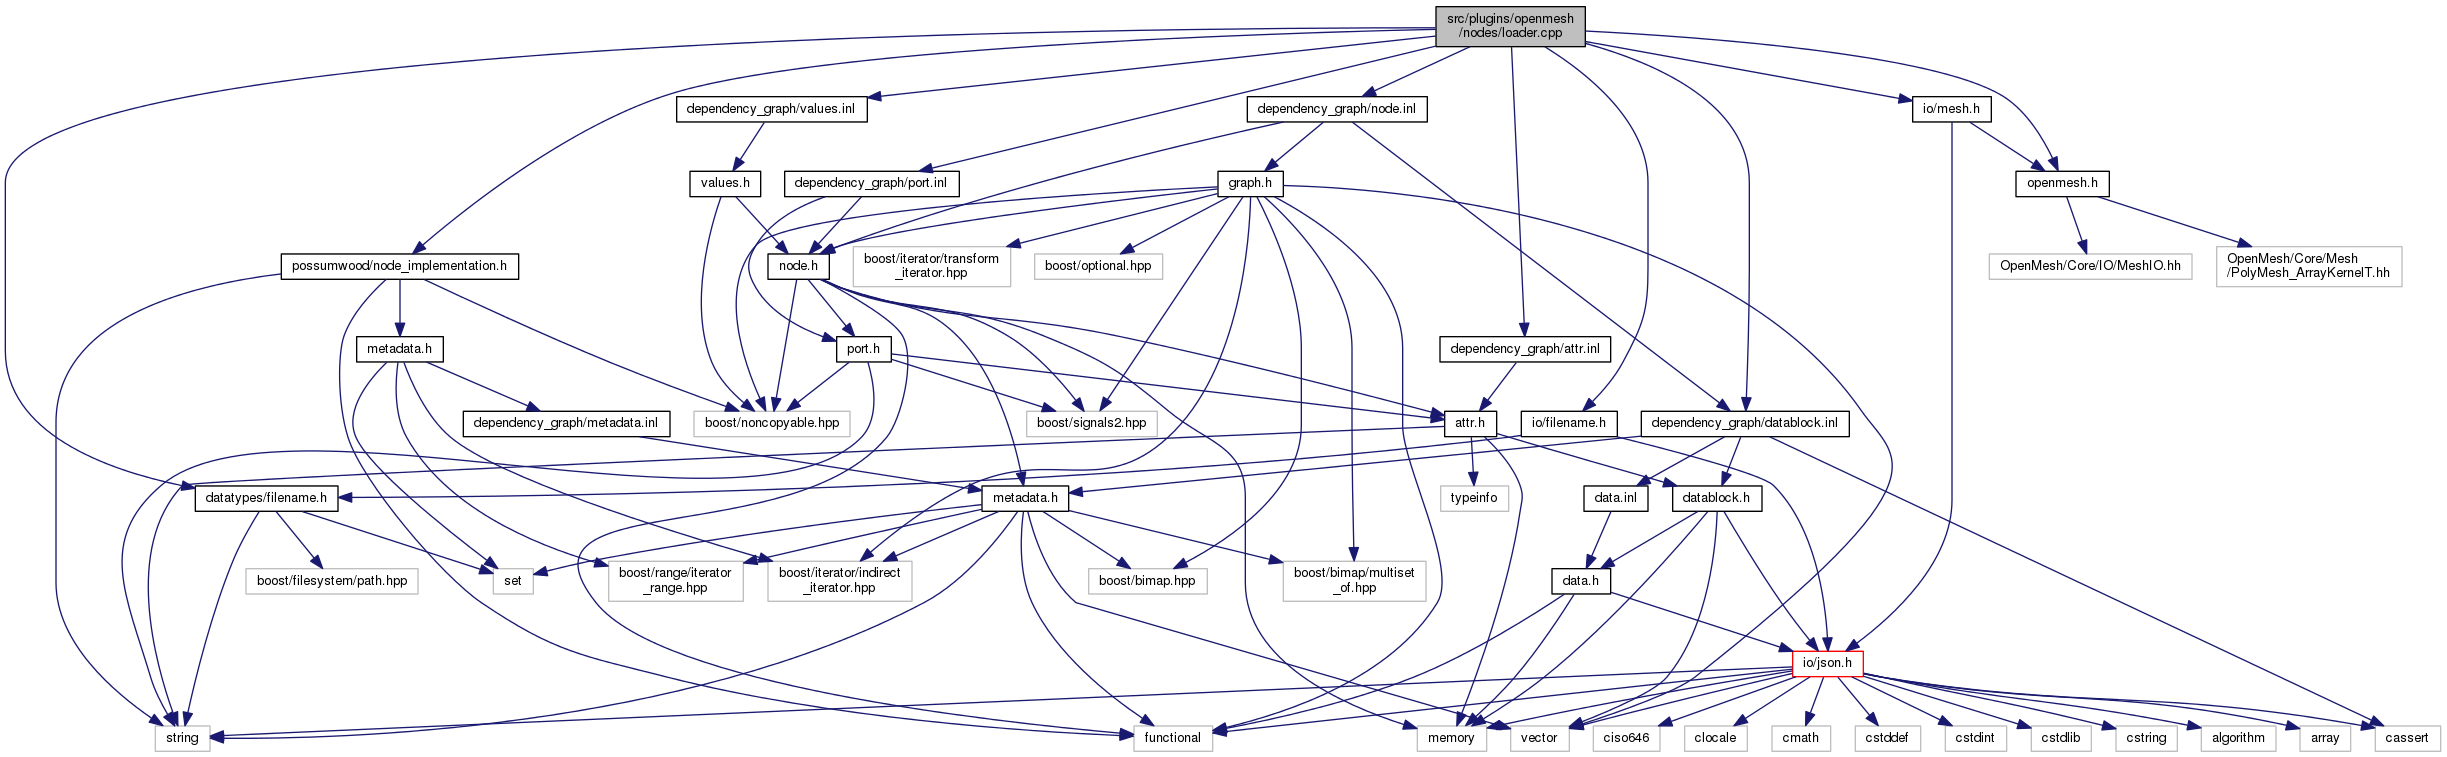 src/plugins/openmesh
/nodes/loader.cpp
dependency_graph/values.inl
dependency_graph/node.inl
io/mesh.h
values.h
dependency_graph/port.inl
graph.h
openmesh.h
possumwood/node_implementation.h
node.h
boost/iterator/transform
_iterator.hpp
boost/optional.hpp
OpenMesh/Core/IO/MeshIO.hh
OpenMesh/Core/Mesh
/PolyMesh_ArrayKernelT.hh
metadata.h
port.h
dependency_graph/attr.inl
dependency_graph/metadata.inl
boost/noncopyable.hpp
boost/signals2.hpp
attr.h
io/filename.h
dependency_graph/datablock.inl
datatypes/filename.h
metadata.h
typeinfo
data.inl
datablock.h
boost/filesystem/path.hpp
set
boost/range/iterator
_range.hpp
boost/iterator/indirect
_iterator.hpp
boost/bimap.hpp
boost/bimap/multiset
_of.hpp
data.h
io/json.h
string
functional
memory
vector
ciso646
clocale
cmath
cstddef
cstdint
cstdlib
cstring
algorithm
array
cassert